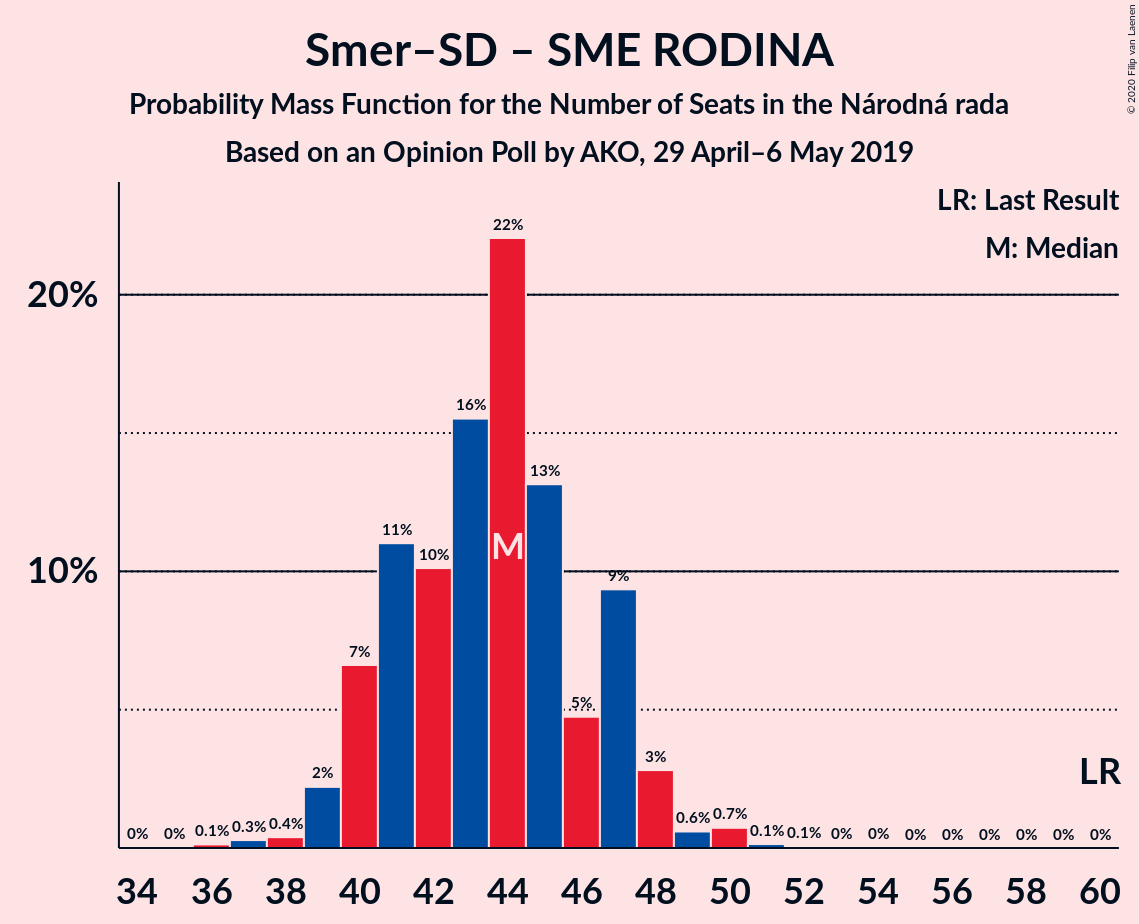 Smer–SD – SME RODINA
Probability Mass Function for the Number of Seats in the Národná rada
Based on an Opinion Poll by AKO, 29 April–6 May 2019
© 2020 Filip van Laenen
LR: Last Result
M: Median
20%
10%
0% 0% 0.1% 0.3% 0.4% 2% 7% 11% 10% 16% 22% 13% 5% 9% 3% 0.6% 0.7% 0.1% 0.1% 0% 0% 0% 0% 0% 0% 0% 0%
M
LR
34 36 38 40 42 44 46 48 50 52 54 56 58 60